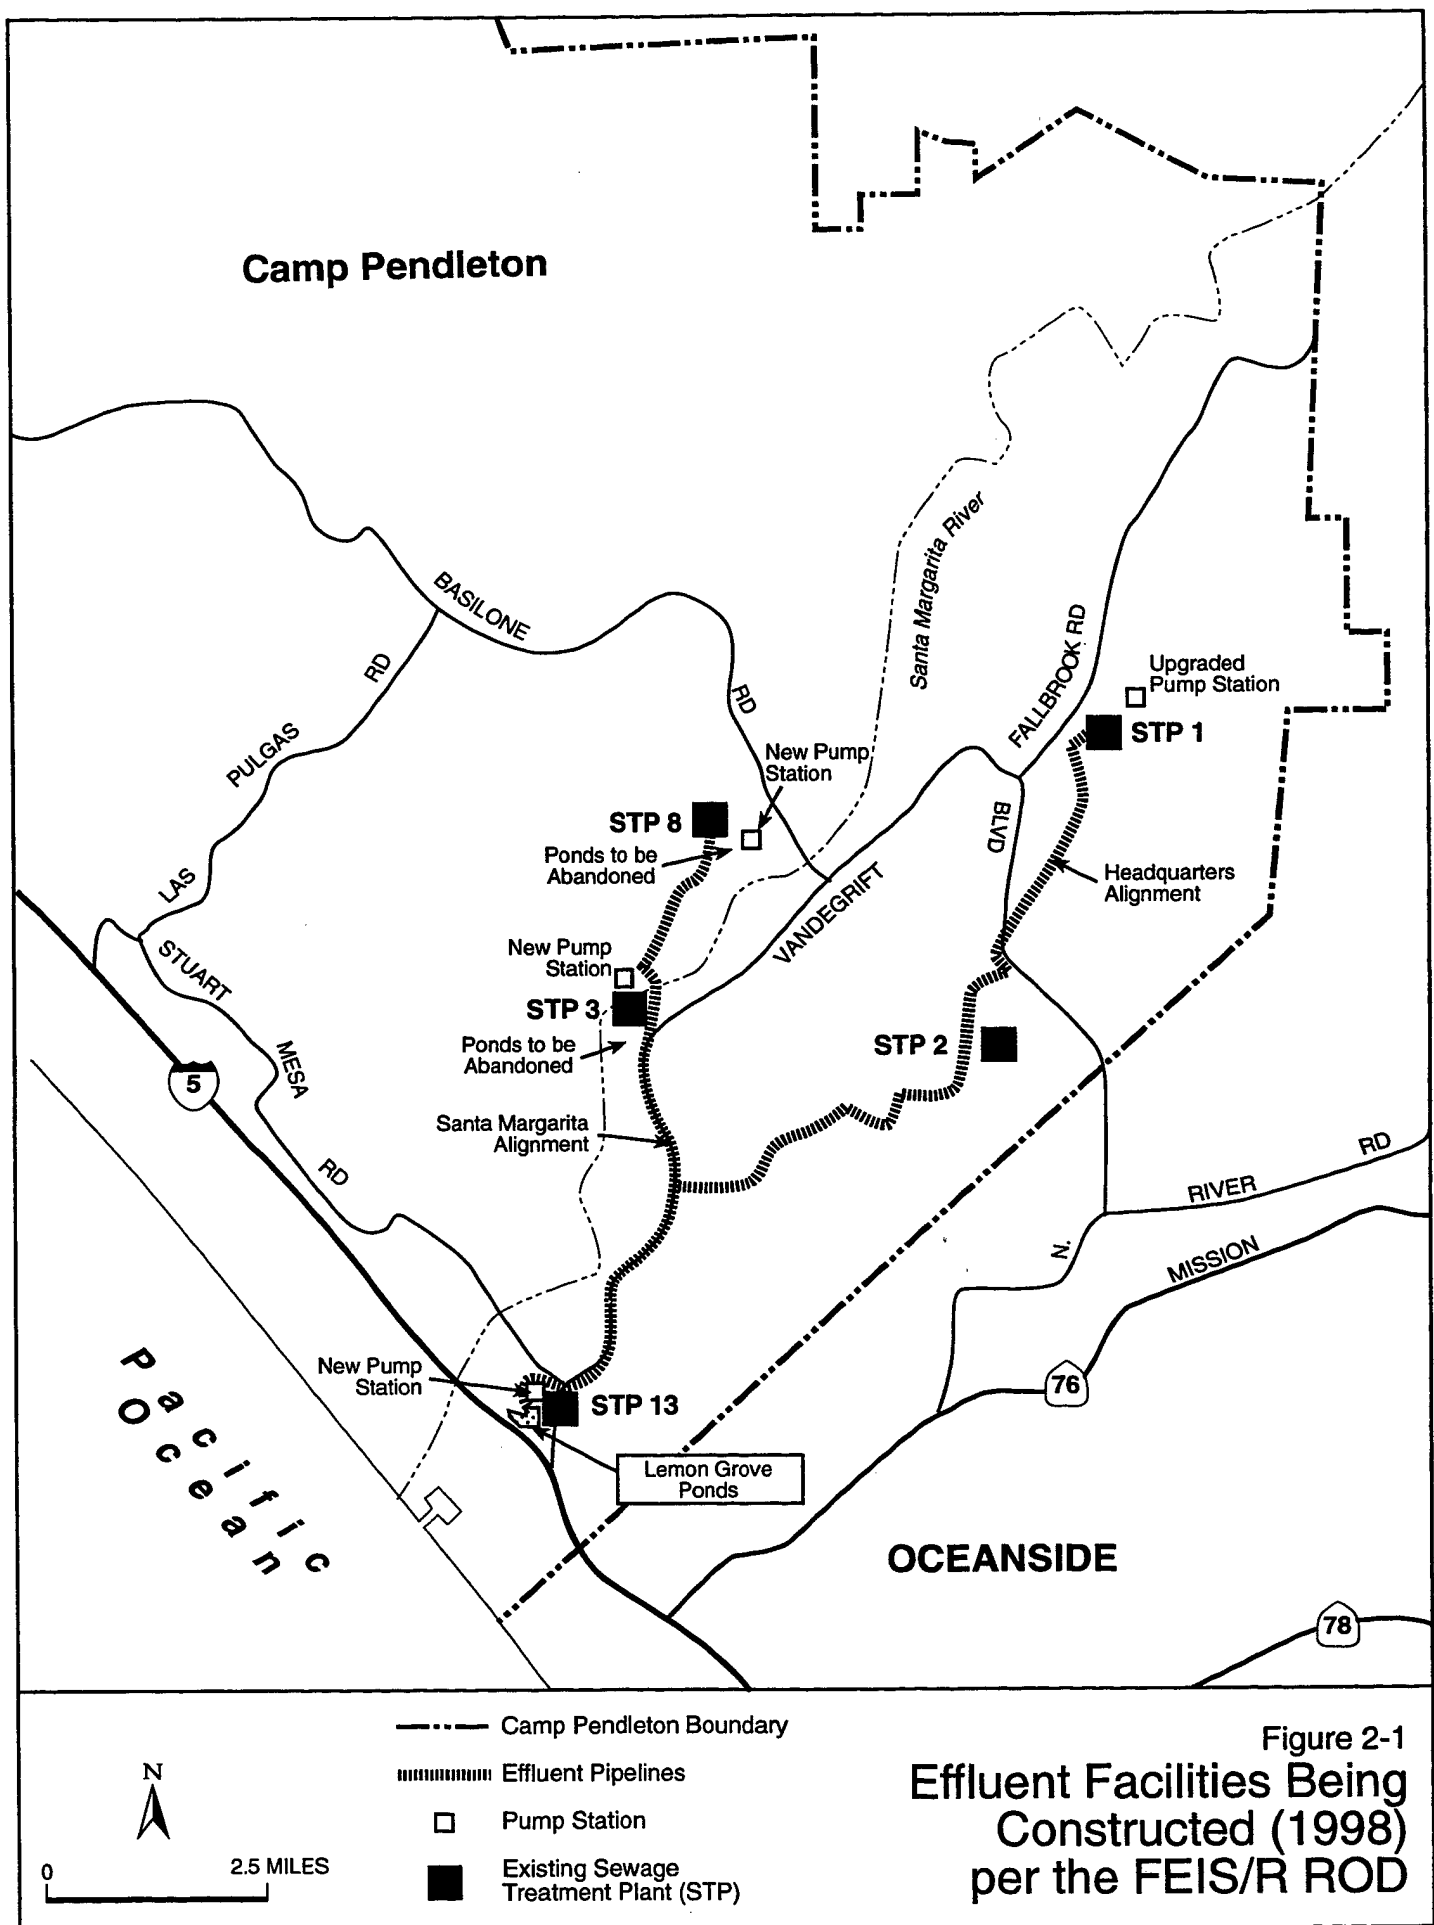 Camp Pendleton
Santa Margarita River
BASILONE
RD
RD
PULGAS
LAS
FALLBROOK RD
Upgraded
Pump Station
STP 1
New Pump
Station
STP 8
Ponds to be
Abandoned
BLVD
Headquarters
Alignment
VANDEGRIFT
New Pump
Station
STP 3
STUART
MESA
RD
Ponds to be
Abandoned
STP 2
5
Santa Margarita
Alignment
RIVER
RD
N.
MISSION
New Pump
Station
STP 13
76
Lemon Grove
Ponds
Pacific
Ocean
OCEANSIDE
78
Camp Pendleton Boundary
Effluent Pipelines
Pump Station
Existing Sewage
Treatment Plant (STP)
N
0
2.5 MILES
Figure 2-1
Effluent Facilities Being
Constructed (1998)
per the FEIS/R ROD